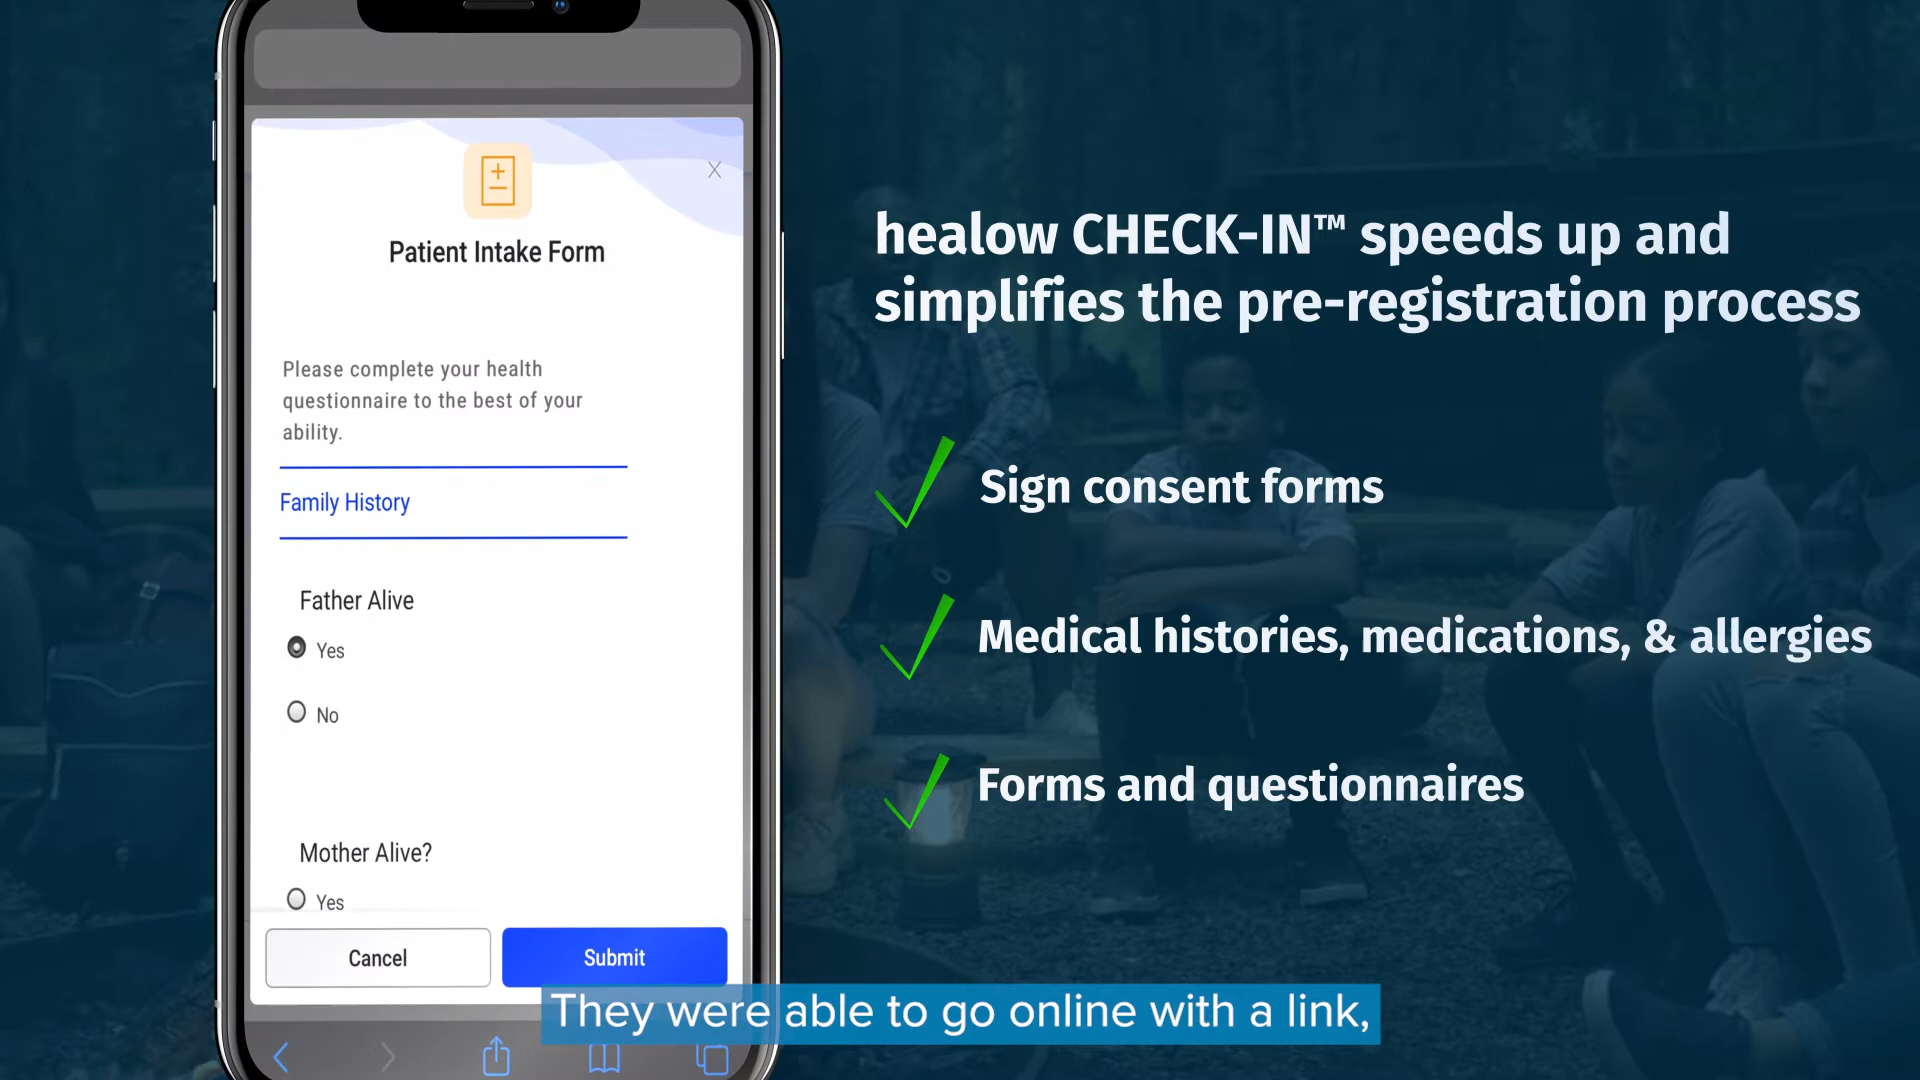 X
Patient Intake Form
Please complete your health
questionnaire to the best of your
ability.
Family History
Father Alive
Yes
No
Mother Alive?
Yes
Cancel
Submit
healow CHECK-IN™ speeds up and
simplifies the pre-registration process
Sign consent forms
Medical histories, medications, & allergies
Forms and questionnaires
They were able to go online with a link,